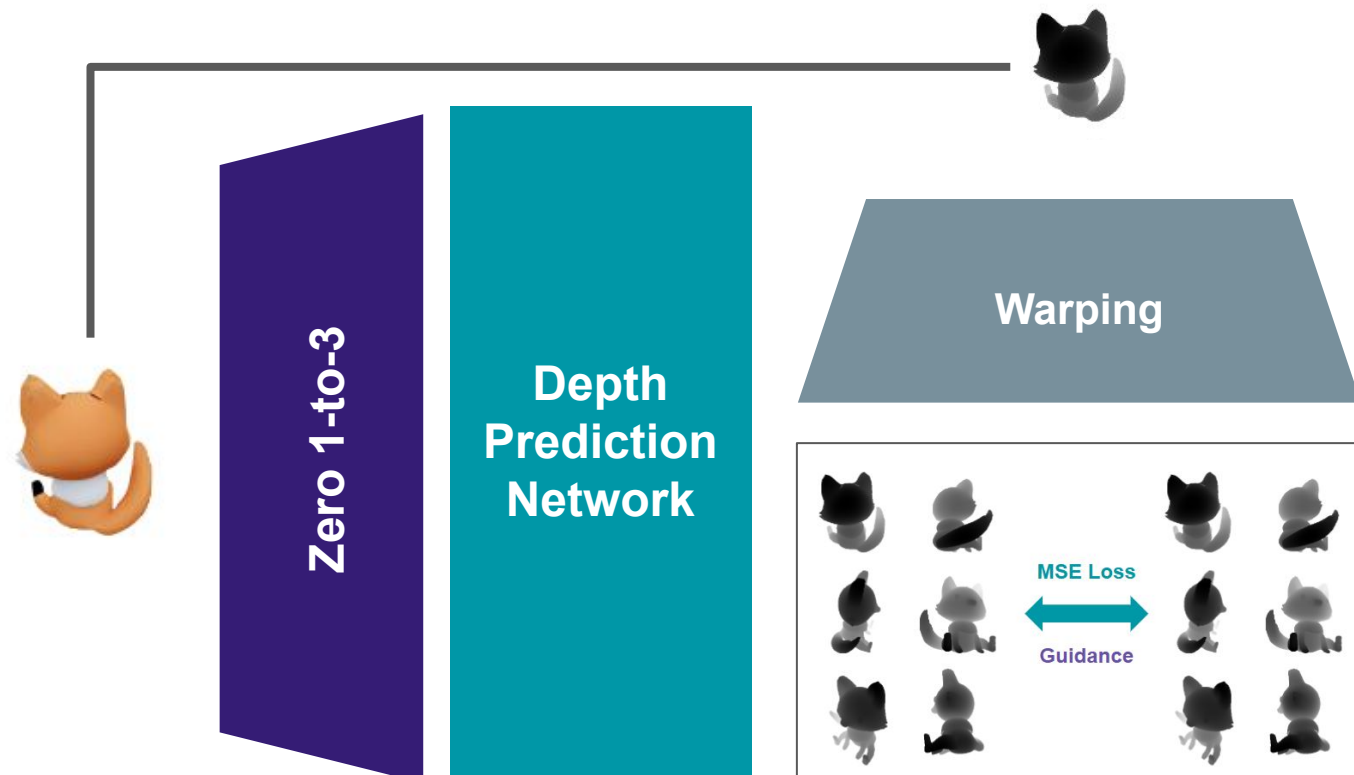 Zero 1-to-3
Depth
Prediction
Network
Warping
MSE Loss
Guidance